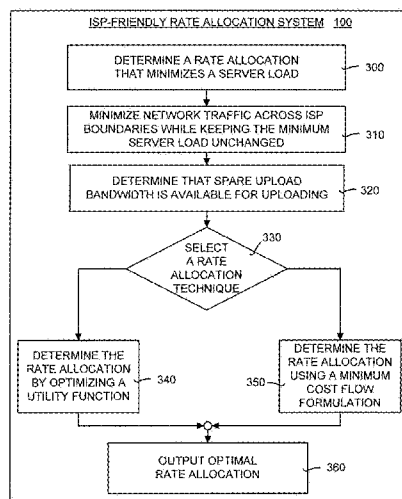 ISP-FRIENDLY RATE ALLOCATION SYSTEM 100
DETERMINE A RATE ALLOCATION
THAT MINIMIZES A SERVER LOAD
300
MINIMIZE NETWORK TRAFFIC ACROSS ISP
BOUNDARIES WHILE KEEPING THE MINIMUM
SERVER LOAD UNCHANGED
310
DETERMINE THAT SPARE UPLOAD
BANDWIDTH IS AVAILABLE FOR UPLOADING
320
330
SELECT
A RATE
ALLOCATION
TECHNIQUE
DETERMINE THE
RATE ALLOCATION
BY OPTIMIZING A
UTILITY FUNCTION
340
DETERMINE THE
RATE ALLOCATION
USING A MINIMUM
COST FLOW
FORMULATION
350
OUTPUT OPTIMAL
RATE ALLOCATION
360